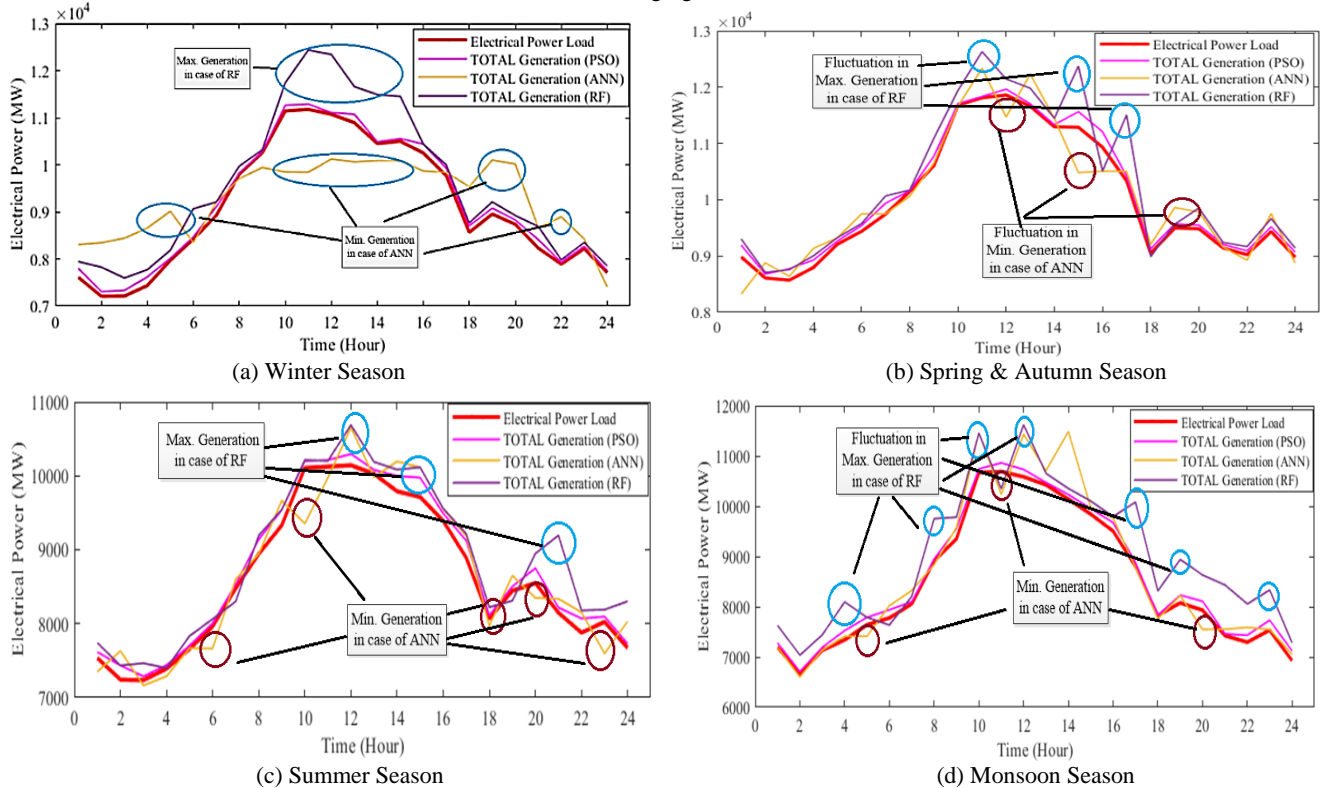 1.3 ×10⁴
1.2
1.1
1
0.9
0.8
0.7
Electrical Power (MW)
0 2 4 6 8 10 12 14 16 18 20 22 24
Time (Hour)
Max. Generation
in case of RF
Min. Generation
in case of ANN
Electrical Power Load
TOTAL Generation (PSO)
TOTAL Generation (ANN)
TOTAL Generation (RF)
(a) Winter Season
1.3 ×10⁴
1.2
1.1
1
0.9
0.8
Electrical Power (MW)
0 2 4 6 8 10 12 14 16 18 20 22 24
Time (Hour)
Fluctuation in
Max. Generation
in case of RF
Fluctuation in
Min. Generation
in case of ANN
Electrical Power Load
TOTAL Generation (PSO)
TOTAL Generation (ANN)
TOTAL Generation (RF)
(b) Spring & Autumn Season
11000
10000
9000
8000
7000
Electrical Power (MW)
0 2 4 6 8 10 12 14 16 18 20 22 24
Time (Hour)
Max. Generation
in case of RF
Min. Generation
in case of ANN
Electrical Power Load
TOTAL Generation (PSO)
TOTAL Generation (ANN)
TOTAL Generation (RF)
(c) Summer Season
12000
11000
10000
9000
8000
7000
6000
Electrical Power (MW)
0 2 4 6 8 10 12 14 16 18 20 22 24
Time (Hour)
Fluctuation in
Max. Generation
in case of RF
Min. Generation
in case of ANN
Electrical Power Load
TOTAL Generation (PSO)
TOTAL Generation (ANN)
TOTAL Generation (RF)
(d) Monsoon Season